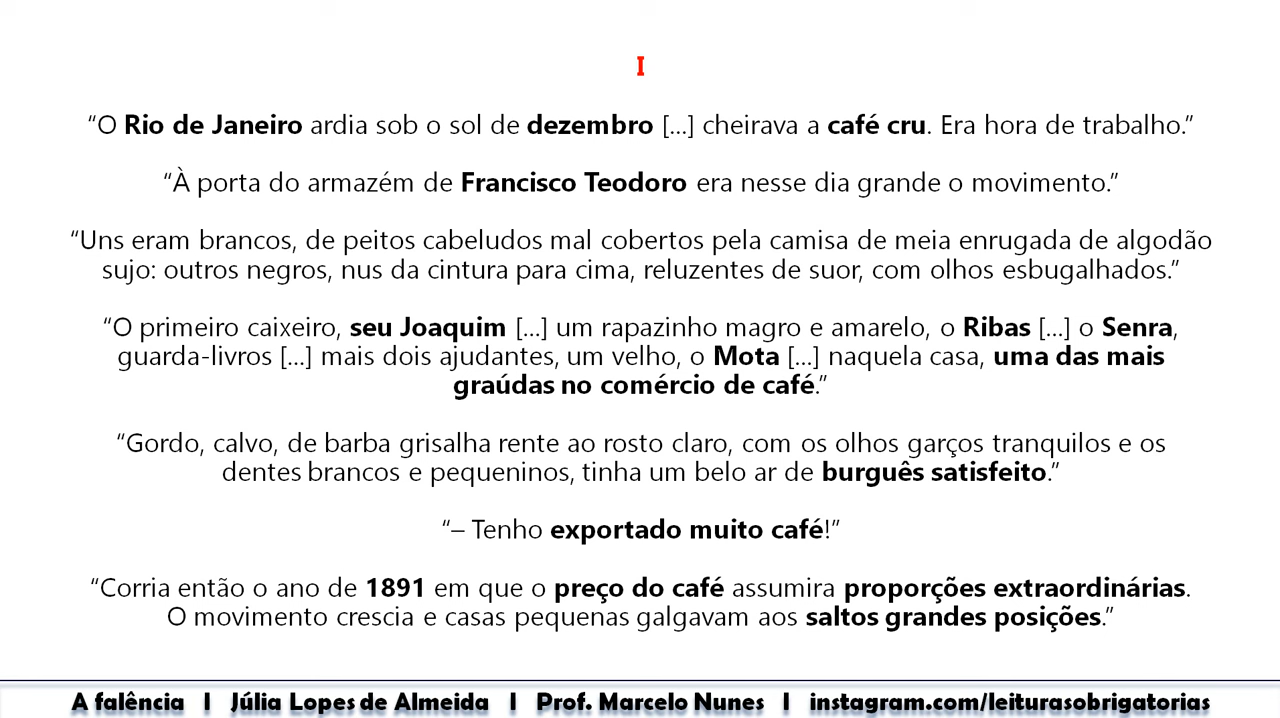 I
“O Rio de Janeiro ardia sob o sol de dezembro [...] cheirava a café cru. Era hora de trabalho.”
“À porta do armazém de Francisco Teodoro era nesse dia grande o movimento.”
“Uns eram brancos, de peitos cabeludos mal cobertos pela camisa de meia enrugada de algodão
sujo: outros negros, nus da cintura para cima, reluzentes de suor, com olhos esbugalhados.”
“O primeiro caixeiro, seu Joaquim [...] um rapazinho magro e amarelo, o Ribas [...] o Senra,
guarda-livros [...] mais dois ajudantes, um velho, o Mota [...] naquela casa, uma das mais
graúdas no comércio de café.”
“Gordo, calvo, de barba grisalha rente ao rosto claro, com os olhos garços tranquilos e os
dentes brancos e pequeninos, tinha um belo ar de burguês satisfeito.”
“– Tenho exportado muito café!”
“Corria então o ano de 1891 em que o preço do café assumira proporções extraordinárias.
O movimento crescia e casas pequenas galgavam aos saltos grandes posições.”
A falência I Júlia Lopes de Almeida I Prof. Marcelo Nunes I instagram.com/leiturasobrigatorias